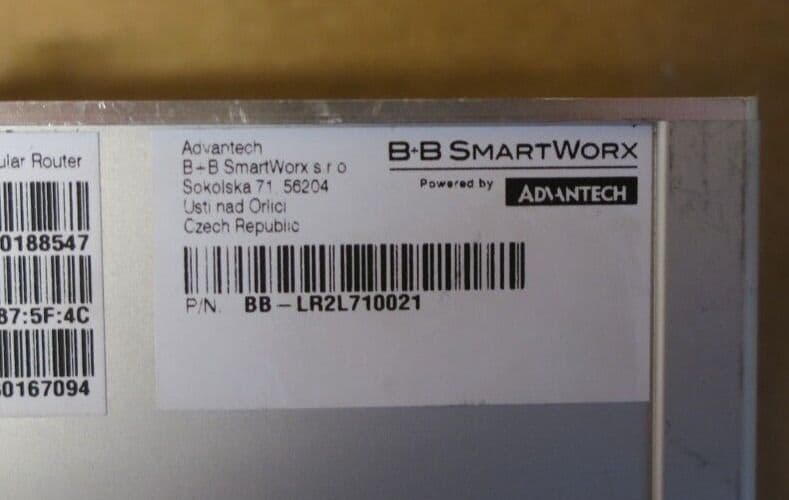 ular Router
0188547
87:5F:4C
60167094
Advantech
B+B SmartWorx s.r.o
Sokolska 71, 56204
Usti nad Orlici
Czech Republic
B+B SMARTWORX
Powered by ADVANTECH
P/N. BB-LR2L710021